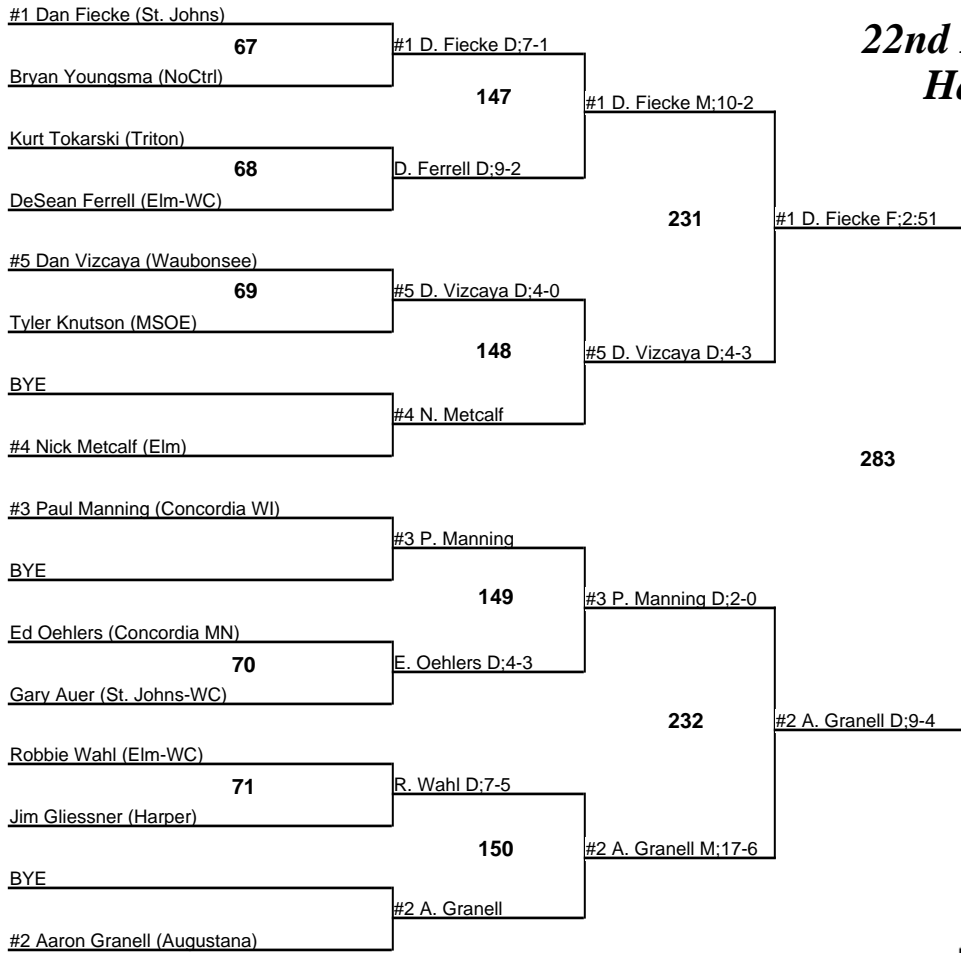 #1 Dan Fiecke (St. Johns)
67
Bryan Youngsma (NoCtrl)
#1 D. Fiecke D;7-1
147
Kurt Tokarski (Triton)
68
DeSean Ferrell (Elm-WC)
D. Ferrell D;9-2
#1 D. Fiecke M;10-2
231
#5 Dan Vizcaya (Waubonsee)
69
Tyler Knutson (MSOE)
#5 D. Vizcaya D;4-0
148
BYE
#4 Nick Metcalf (Elm)
#4 N. Metcalf
#5 D. Vizcaya D;4-3
#1 D. Fiecke F;2:51
283
#3 Paul Manning (Concordia WI)
BYE
#3 P. Manning
149
Ed Oehlers (Concordia MN)
70
Gary Auer (St. Johns-WC)
E. Oehlers D;4-3
#3 P. Manning D;2-0
232
Robbie Wahl (Elm-WC)
71
Jim Gliessner (Harper)
R. Wahl D;7-5
150
BYE
#2 Aaron Granell (Augustana)
#2 A. Granell
#2 A. Granell M;17-6
#2 A. Granell D;9-4
22nd